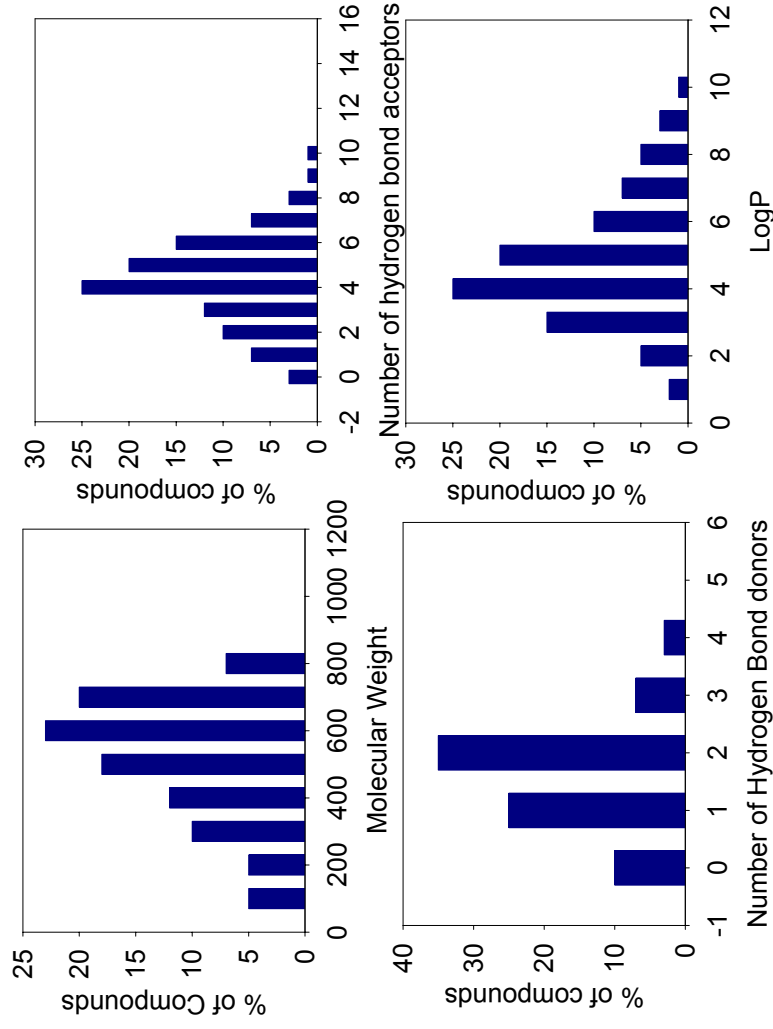 % of Compounds
25
20
15
10
5
0
0 200 400 600 800 1000 1200
Molecular Weight
% of compounds
30
25
20
15
10
5
0
-2 0 2 4 6 8 10 12 14 16
Number of hydrogen bond acceptors
% of compounds
40
30
20
10
0
-1 0 1 2 3 4 5 6
Number of Hydrogen Bond donors
% of compounds
30
25
20
15
10
5
0
0 2 4 6 8 10 12
LogP